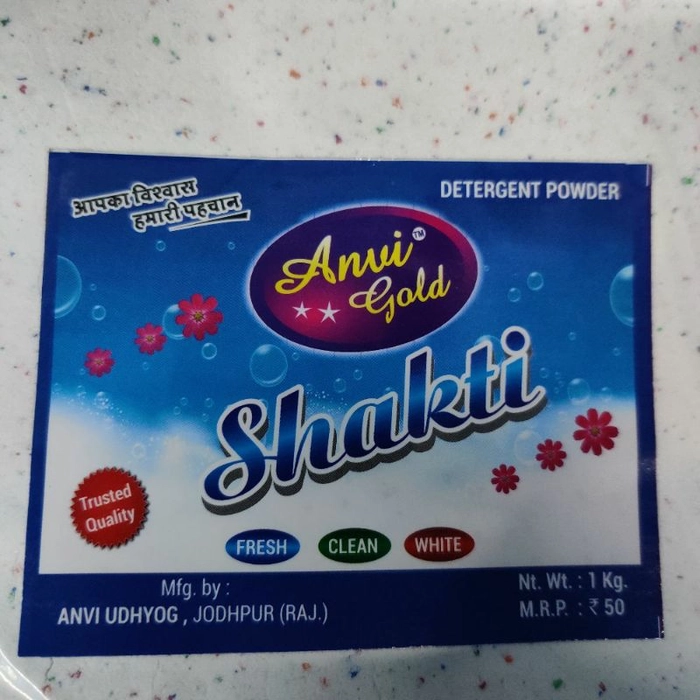 आपका विश्वास
हमारी पहचान
DETERGENT POWDER
Anvi™
Gold
Shakti
Trusted
Quality
FRESH CLEAN WHITE
Mfg. by :
ANVI UDHYOG , JODHPUR (RAJ.)
Nt. Wt. : 1 Kg.
M.R.P. : ₹ 50